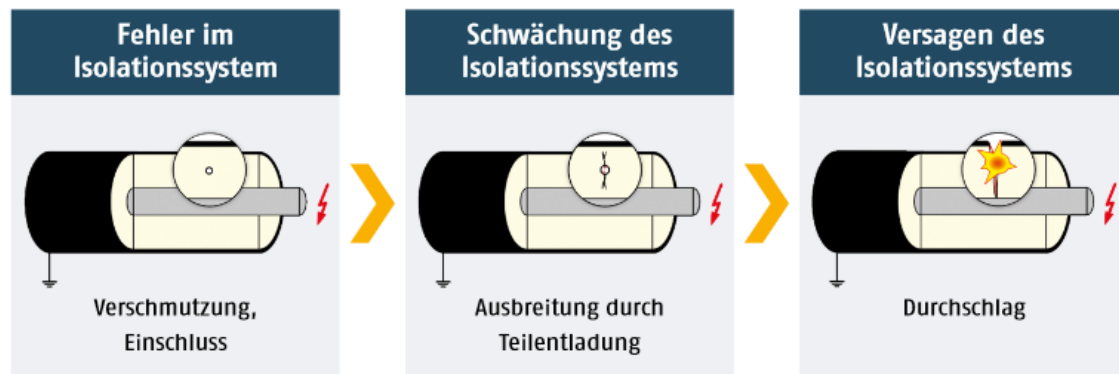 Fehler im
Isolationssystem
Verschmutzung,
Einschluss
Schwächung des
Isolationssystems
Ausbreitung durch
Teilentladung
Versagen des
Isolationssystems
Durchschlag